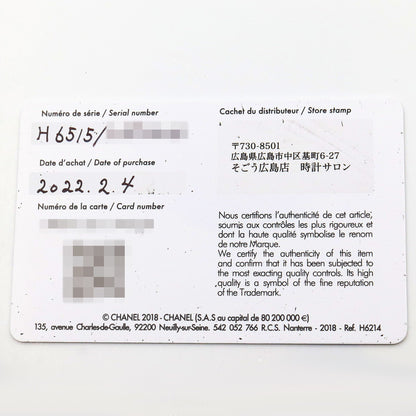 Numéro de série / Serial number
H6515/
Date d'achat / Date of purchase
2022. 2. 4
Numéro de la carte / Card number
Cachet du distributeur / Store stamp
〒730-8501
広島県広島市中区基町6-27
そごう広島店 時計サロン
Nous certifions l'authenticité de cet article,
soumis aux contrôles les plus rigoureux et
dont la haute qualité symbolise le renom
de notre Marque.
We certify the authenticity of this item
and confirm that it has been subjected to
the most exacting quality controls. Its high
quality is a symbol of the fine reputation
of the Trademark.
© CHANEL 2018 - CHANEL (S.A.S au capital de 80 200 000 €)
135, avenue Charles-de-Gaulle, 92200 Neuilly-sur-Seine. 542 052 766 R.C.S. Nanterre - 2018 - Ref. H6214